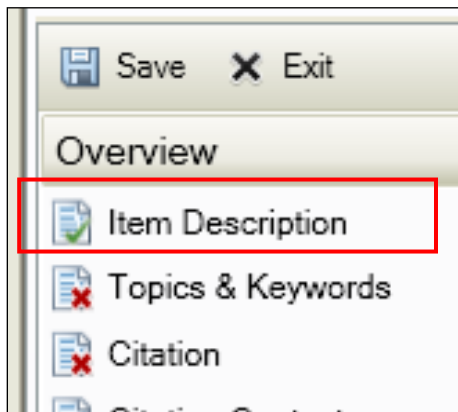 Save Exit
Overview
Item Description
Topics & Keywords
Citation